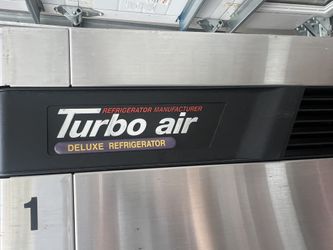 REFRIGERATOR MANUFACTURER
Turbo air
DELUXE REFRIGERATOR
1